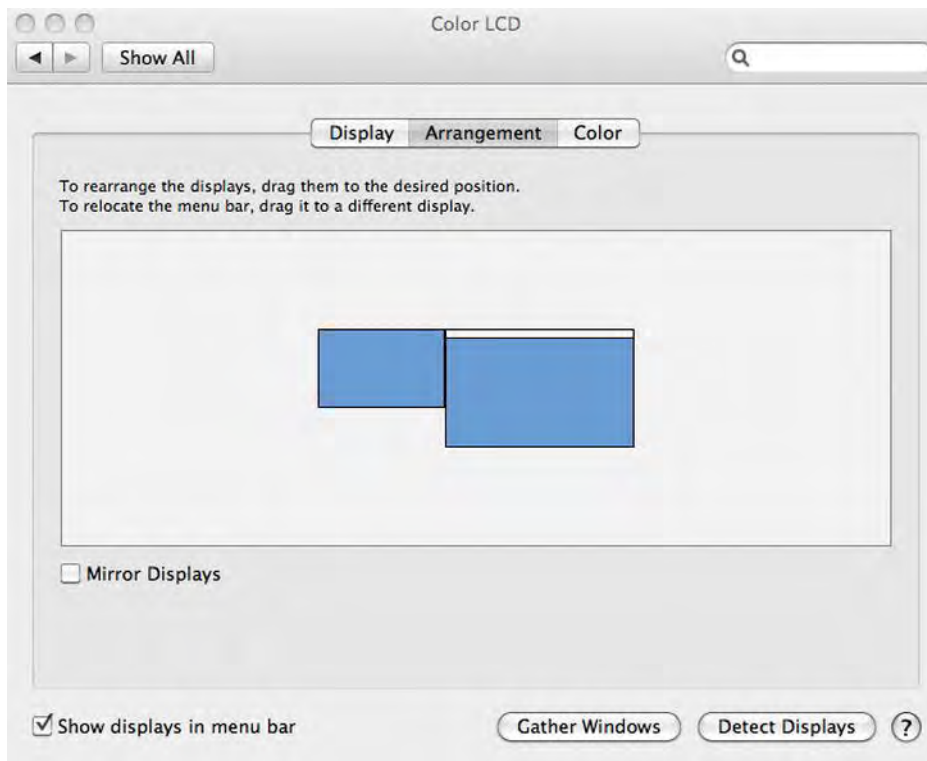 Color LCD
Show All
Display Arrangement Color
To rearrange the displays, drag them to the desired position.
To relocate the menu bar, drag it to a different display.
Mirror Displays
Show displays in menu bar Gather Windows Detect Displays ?